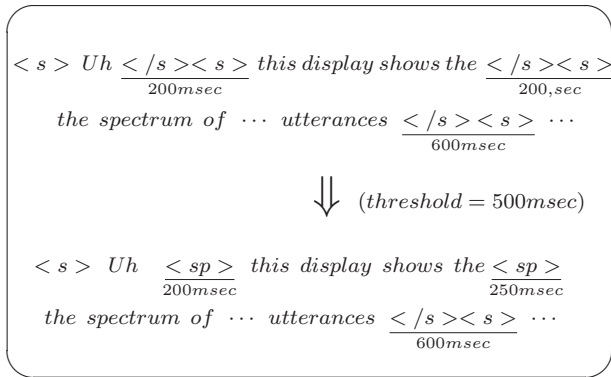 < s > Uh < /s >< s > this display shows the < /s >< s >
200msec 200,sec
the spectrum of ··· utterances < /s >< s > ···
600msec
⇓ (threshold = 500msec)
< s > Uh < sp > this display shows the < sp >
200msec 250msec
the spectrum of ··· utterances < /s >< s > ···
600msec